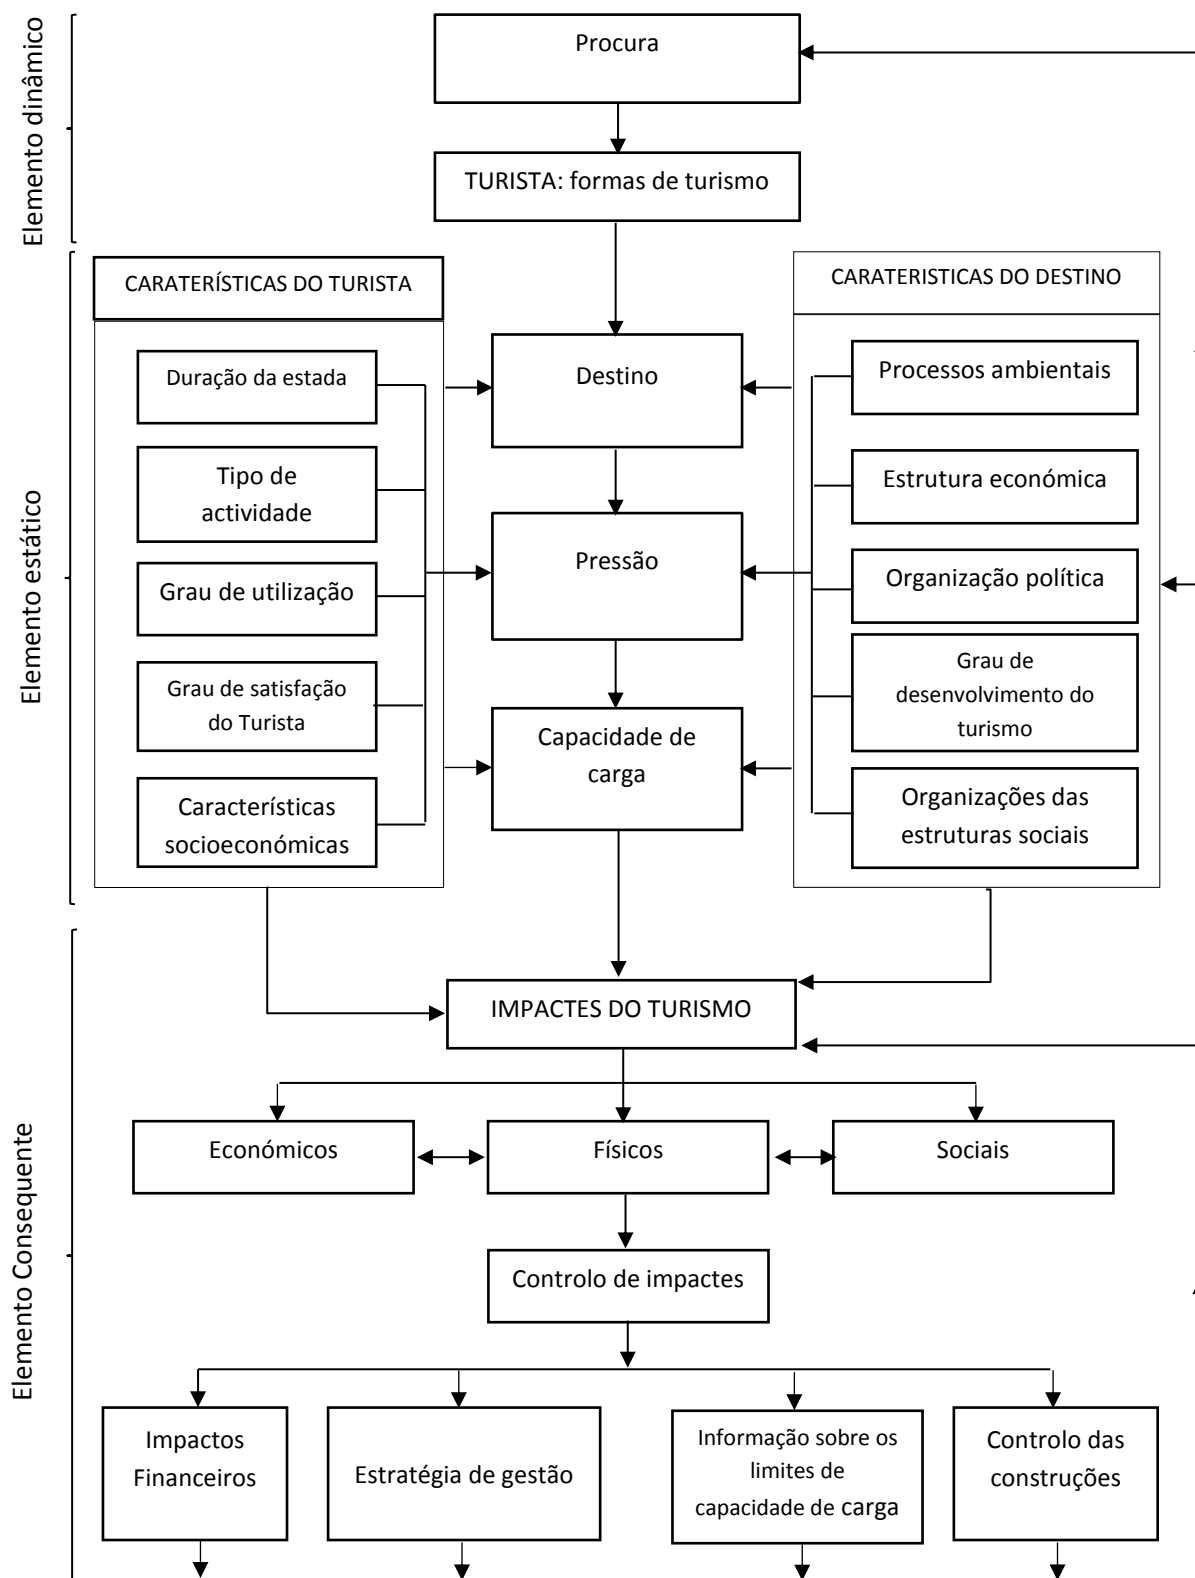 Elemento dinâmico
Procura
TURISTA: formas de turismo
Elemento estático
CARATERÍSTICAS DO TURISTA
Duração da estada
Tipo de
actividade
Grau de utilização
Grau de satisfação
do Turista
Característícas
socioeconómicas
Destino
Pressão
Capacidade de
carga
CARATERISTICAS DO DESTINO
Processos ambientais
Estrutura económica
Organização política
Grau de
desenvolvimento do
turismo
Organizações das
estruturas sociais
Elemento Consequente
IMPACTES DO TURISMO
Económicos
Físicos
Sociais
Controlo de impactes
Impactos
Financeiros
Estratégia de gestão
Informação sobre os
limites de
capacidade de carga
Controlo das
construções